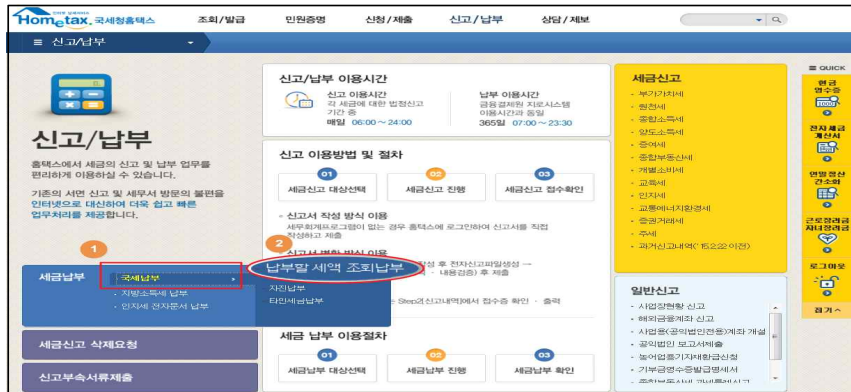 Hometax. 국세청홈택스
조회/발급
민원증명
신청/제출
신고/납부
상담/제보
≡ 신고/납부
신고/납부
홈택스에서 세금의 신고 및 납부 업무를
편리하게 이용하실 수 있습니다.
기존의 서면 신고 및 세무서 방문의 불편을
인터넷으로 대신하여 더욱 쉽고 빠른
업무처리를 제공합니다.
1
세금납부
국세납부
- 지방소득세 납부
- 인지세 전자문서 납부
세금신고 삭제요청
신고부속서류제출
신고/납부 이용시간
신고 이용시간
각 세금에 대한 법정신고
기간 중
매일 06:00 ~ 24:00
납부 이용시간
금융결제원 지로시스템
이용시간과 동일
365일 07:00 ~ 23:30
신고 이용방법 및 절차
01
세금신고 대상선택
02
세금신고 진행
03
세금신고 접수확인
- 신고서 작성 방식 이용
세무회계프로그램이 없는 경우 홈택스에 로그인하여 신고서를 직접
작성하고 제출
2
- 신고서 변환 방식 이용
작성 후 전자신고파일생성 →
- 내용검증) 후 제출
납부할 세액 조회납부
자진납부
타인세금납부
Step2(신고내역)에서 접수증 확인 · 출력
세금 납부 이용절차
01
세금납부 대상선택
02
세금납부 진행
03
세금납부 확인
세금신고
- 부가가치세
- 원천세
- 종합소득세
- 양도소득세
- 증여세
- 종합부동산세
- 개별소비세
- 교육세
- 인지세
- 교통에너지환경세
- 증권거래세
- 주세
- 과거신고내역('15.2.22 이전)
일반신고
- 사업장현황 신고
- 해외금융계좌 신고
- 사업용(공익법인전용)계좌 개설
- 공익법인 보고서제출
- 농어업용기자재환급신청
- 기부금영수증발급명세서
≡ QUICK
현금
영수증
전자세금
계산서
연말정산
간소화
근로장려금
자녀장려금
로그아웃
접기 ^